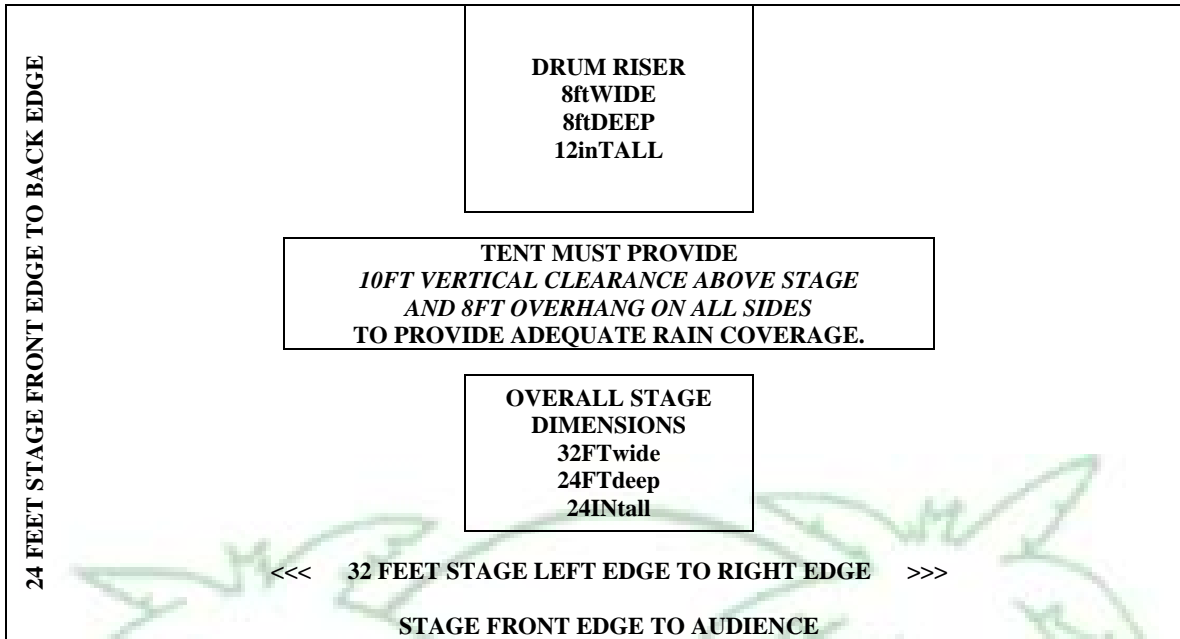 24 FEET STAGE FRONT EDGE TO BACK EDGE
DRUM RISER
8ftWIDE
8ftDEEP
12inTALL
TENT MUST PROVIDE
10FT VERTICAL CLEARANCE ABOVE STAGE
AND 8FT OVERHANG ON ALL SIDES
TO PROVIDE ADEQUATE RAIN COVERAGE.
OVERALL STAGE
DIMENSIONS
32FTwide
24FTdeep
24INtall
<<< 32 FEET STAGE LEFT EDGE TO RIGHT EDGE >>>
STAGE FRONT EDGE TO AUDIENCE